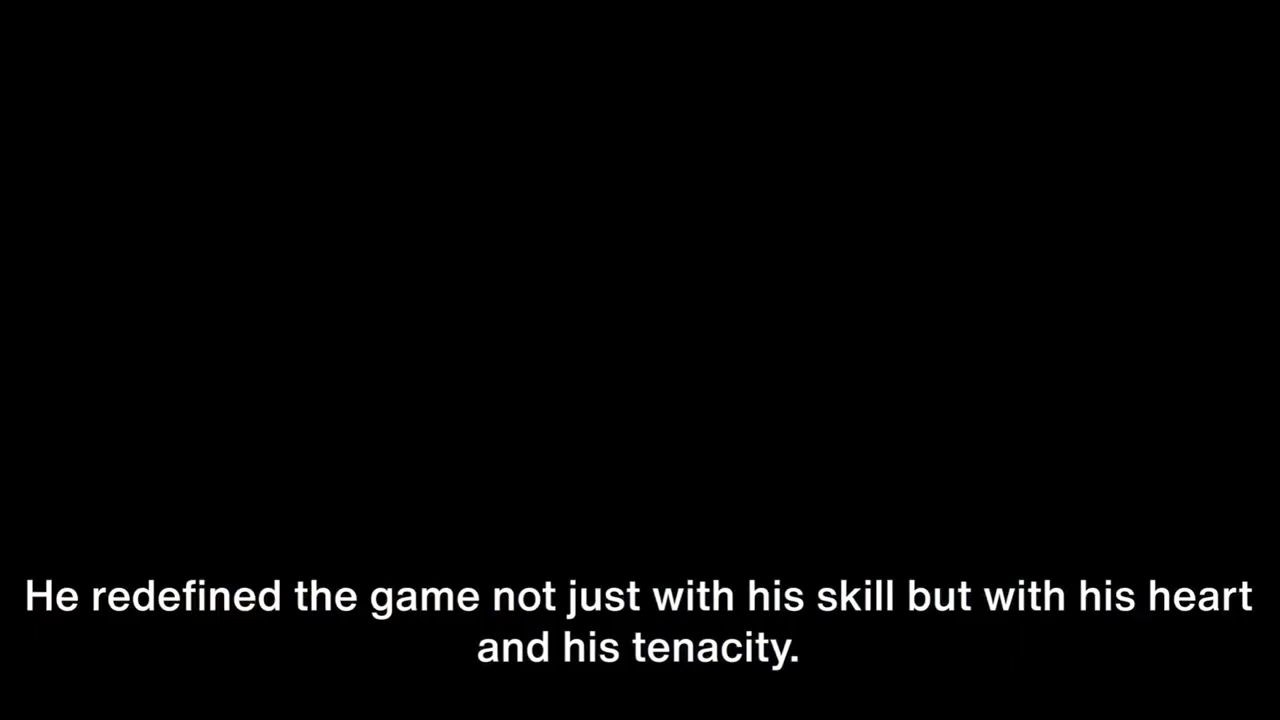 He redefined the game not just with his skill but with his heart
and his tenacity.